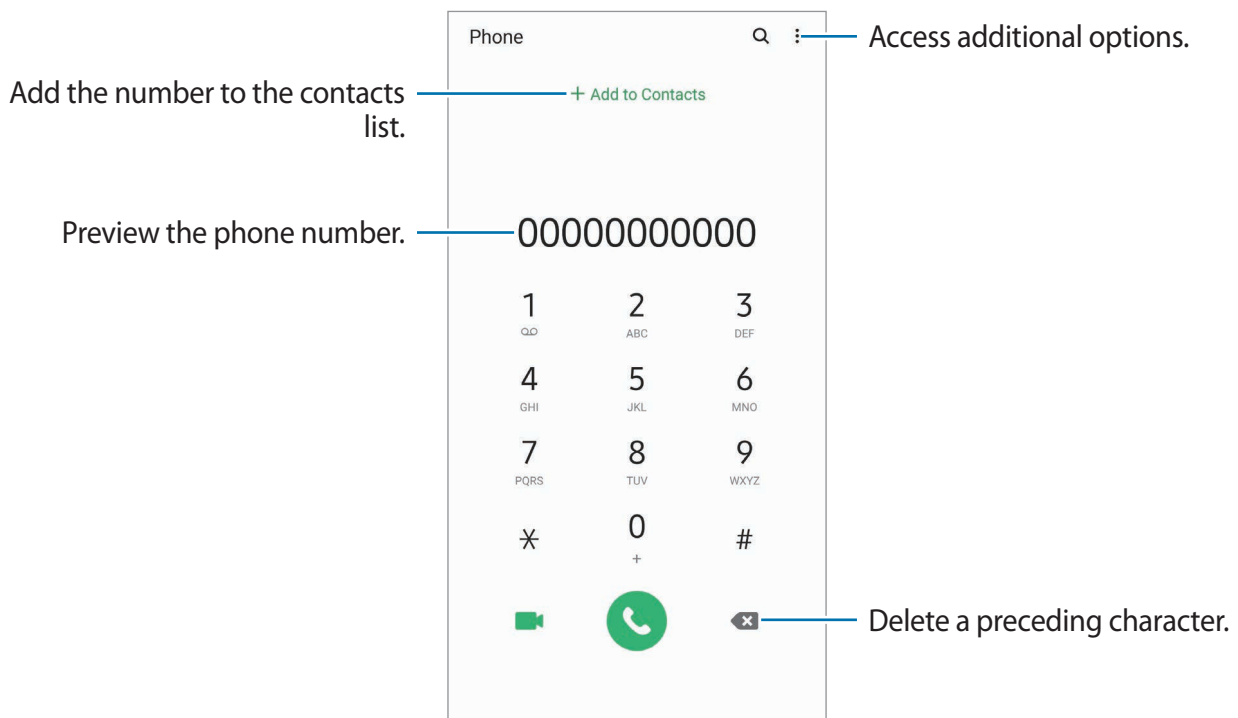 Phone
Access additional options.
Add the number to the contacts
list.
+ Add to Contacts
Preview the phone number.
00000000000
1 2 3
ABC DEF
4 5 6
GHI JKL MNO
7 8 9
PQRS TUV WXYZ
* 0 #
+
Delete a preceding character.